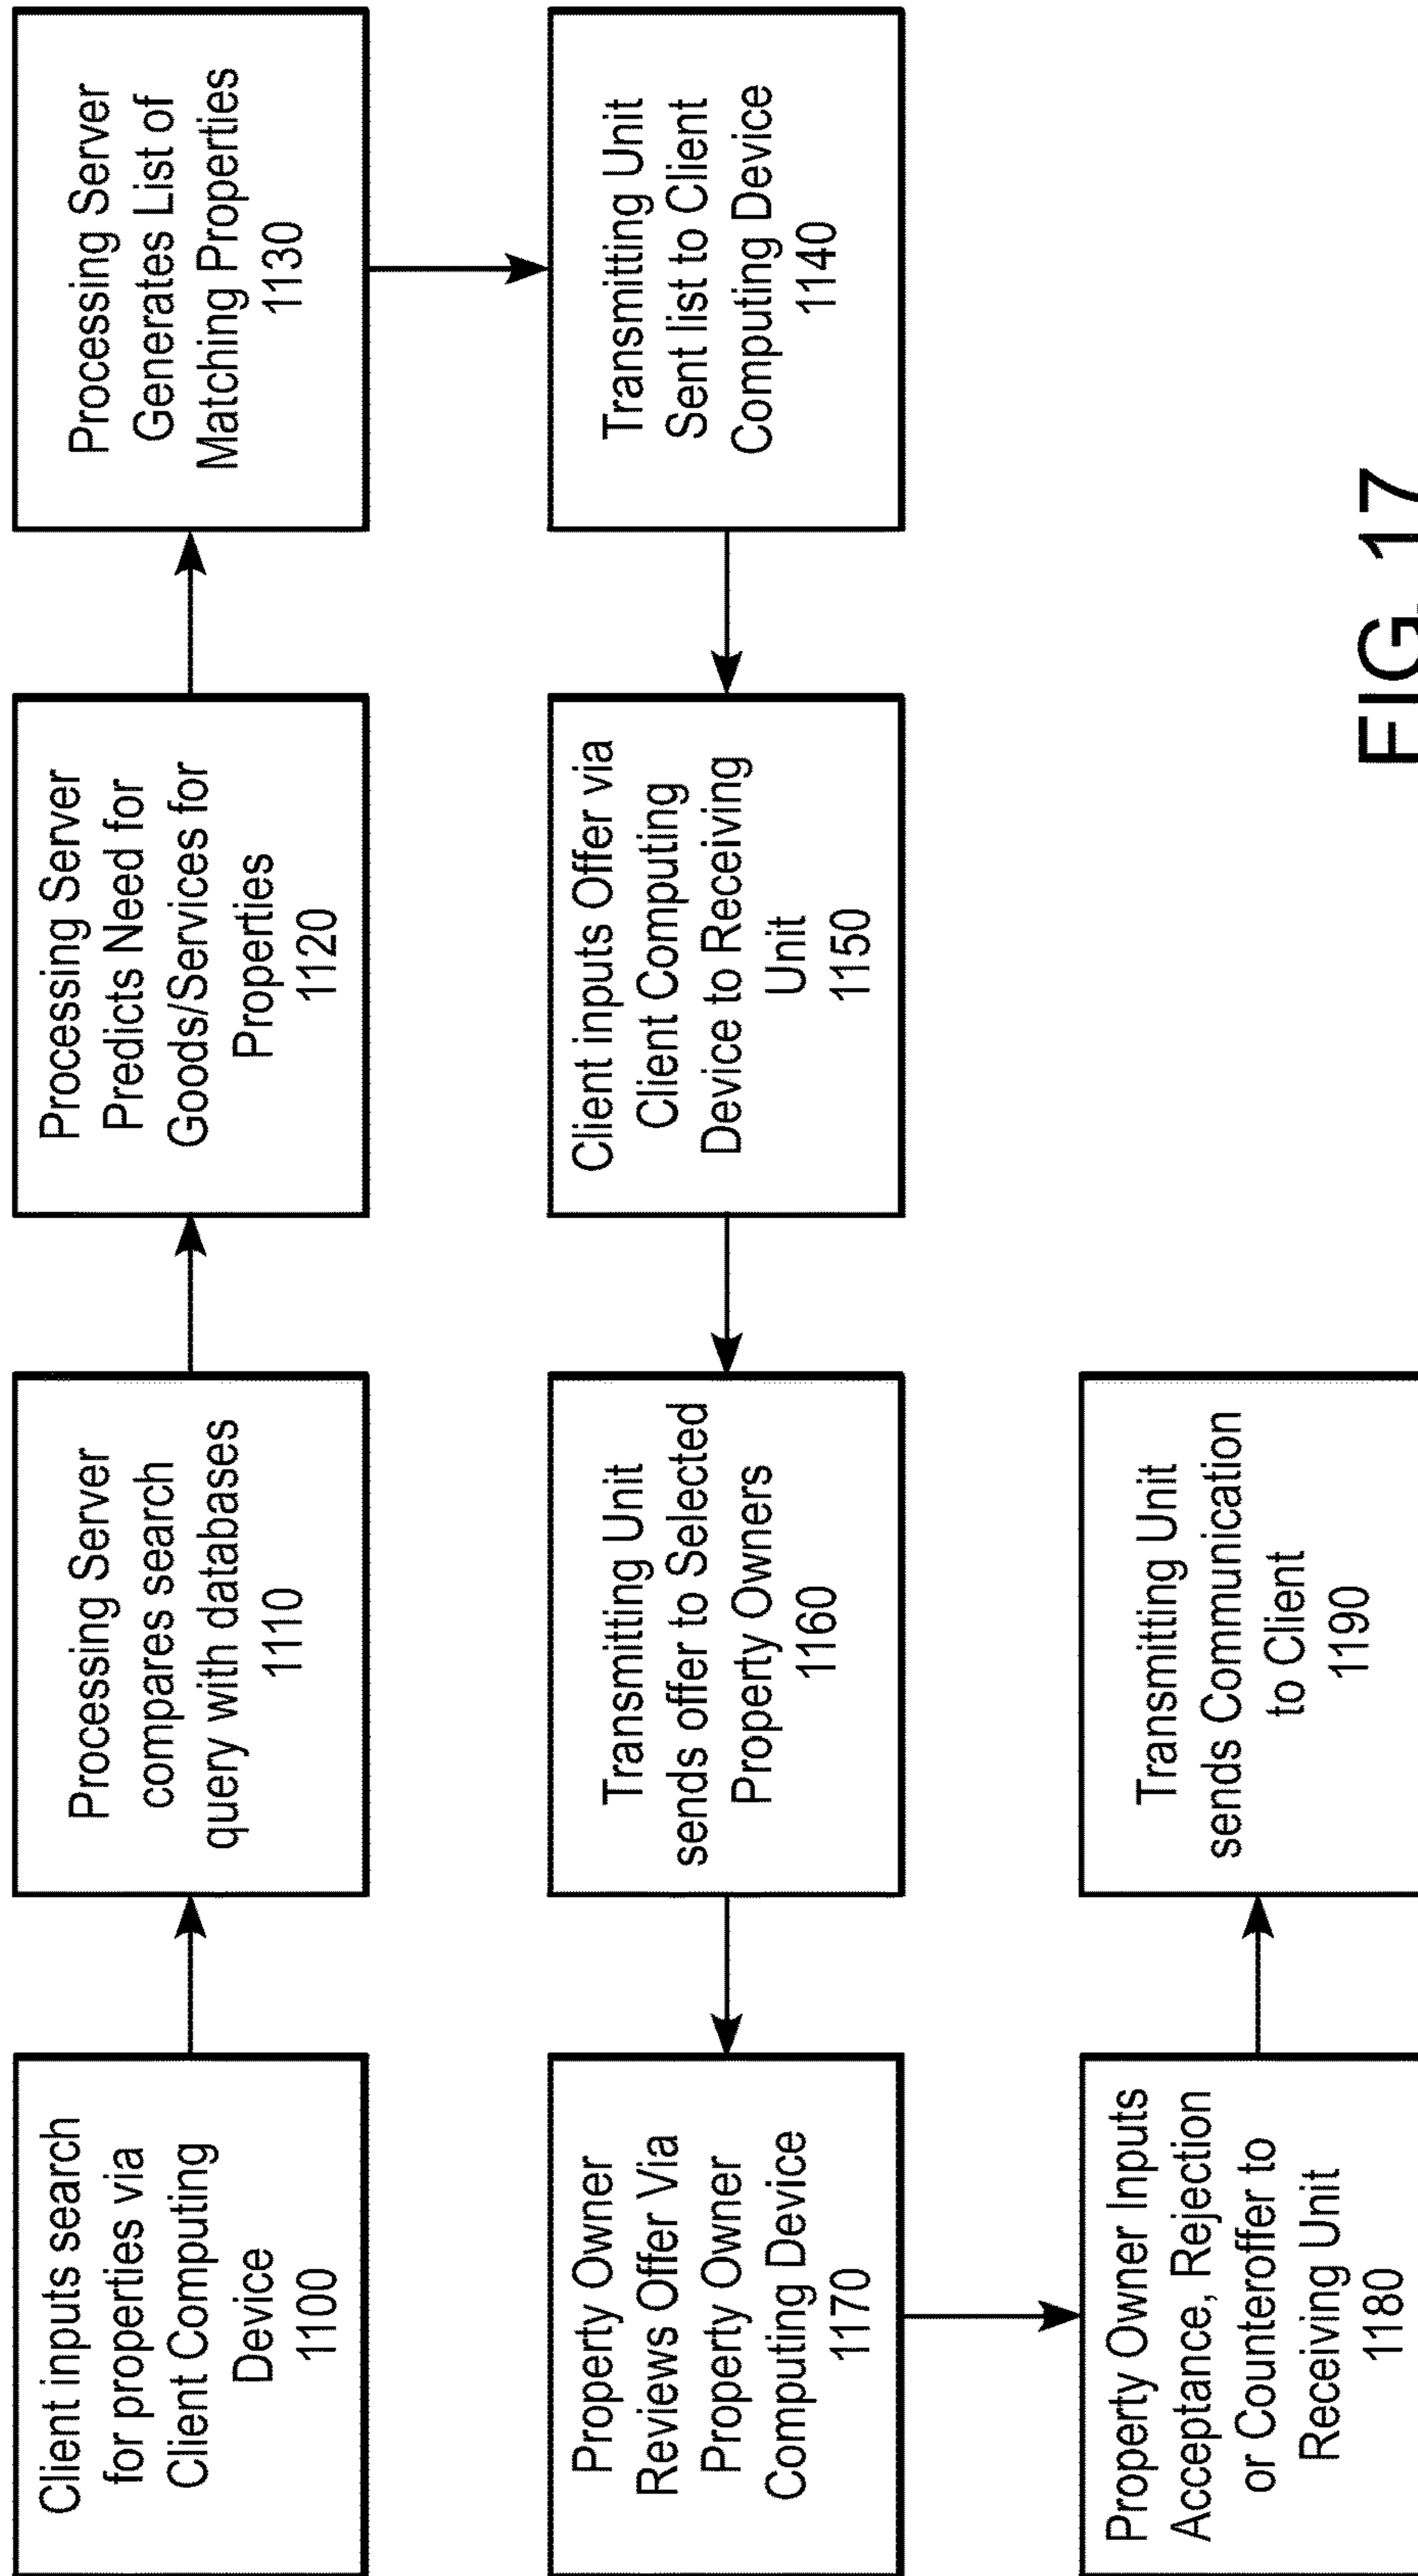 Client inputs search
for properties via
Client Computing
Device
1100
Processing Server
compares search
query with databases
1110
Processing Server
Predicts Need for
Goods/Services for
Properties
1120
Processing Server
Generates List of
Matching Properties
1130
Transmitting Unit
Sent list to Client
Computing Device
1140
Client inputs Offer via
Client Computing
Device to Receiving
Unit
1150
Transmitting Unit
sends offer to Selected
Property Owners
1160
Property Owner
Reviews Offer Via
Property Owner
Computing Device
1170
Property Owner Inputs
Acceptance, Rejection
or Counteroffer to
Receiving Unit
1180
Transmitting Unit
sends Communication
to Client
1190
FIG. 17